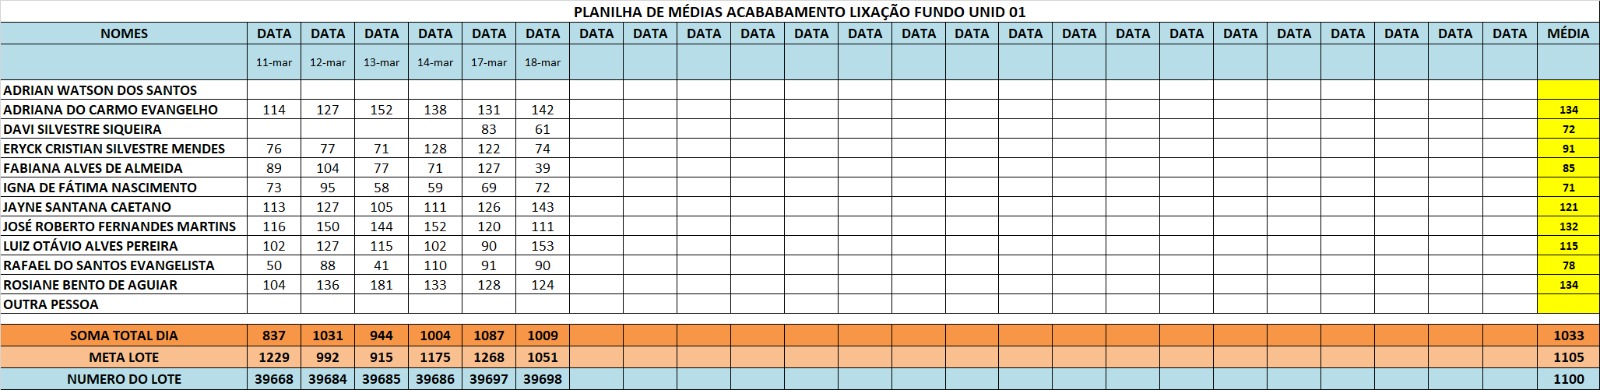 PLANILHA DE MÉDIAS ACABABAMENTO LIXAÇÃO FUNDO UNID 01
NOMES DATA DATA DATA DATA DATA DATA DATA DATA DATA DATA DATA DATA DATA DATA DATA DATA DATA DATA DATA DATA DATA DATA DATA DATA MÉDIA
11-mar 12-mar 13-mar 14-mar 17-mar 18-mar
ADRIAN WATSON DOS SANTOS
ADRIANA DO CARMO EVANGELHO 114 127 152 138 131 142 134
DAVI SILVESTRE SIQUEIRA 83 61 72
ERYCK CRISTIAN SILVESTRE MENDES 76 77 71 128 122 74 91
FABIANA ALVES DE ALMEIDA 89 104 77 71 127 39 85
IGNA DE FÁTIMA NASCIMENTO 73 95 58 59 69 72 71
JAYNE SANTANA CAETANO 113 127 105 111 126 143 121
JOSÉ ROBERTO FERNANDES MARTINS 116 150 144 152 120 111 132
LUIZ OTÁVIO ALVES PEREIRA 102 127 115 102 90 153 115
RAFAEL DO SANTOS EVANGELISTA 50 88 41 110 91 90 78
ROSIANE BENTO DE AGUIAR 104 136 181 133 128 124 134
OUTRA PESSOA
SOMA TOTAL DIA 837 1031 944 1004 1087 1009 1033
META LOTE 1229 992 915 1175 1268 1051 1105
NUMERO DO LOTE 39668 39684 39685 39686 39697 39698 1100